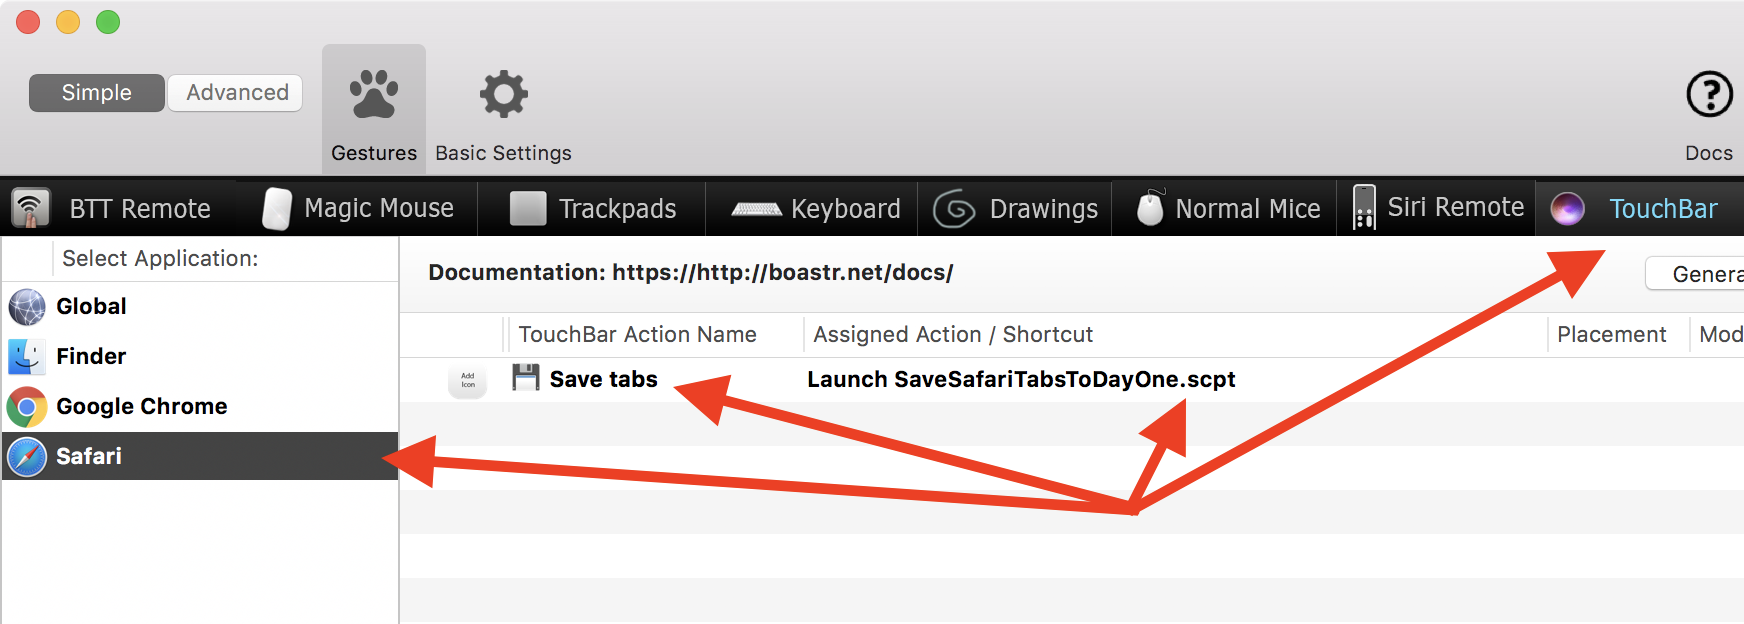 Simple Advanced
Gestures Basic Settings Docs
BTT Remote Magic Mouse Trackpads Keyboard Drawings Normal Mice Siri Remote TouchBar
Select Application:
Documentation: https://http://boastr.net/docs/
Genera
Global
TouchBar Action Name Assigned Action / Shortcut Placement Mod
Finder
Add
Icon
Save tabs Launch SaveSafariTabsToDayOne.scpt
Google Chrome
Safari